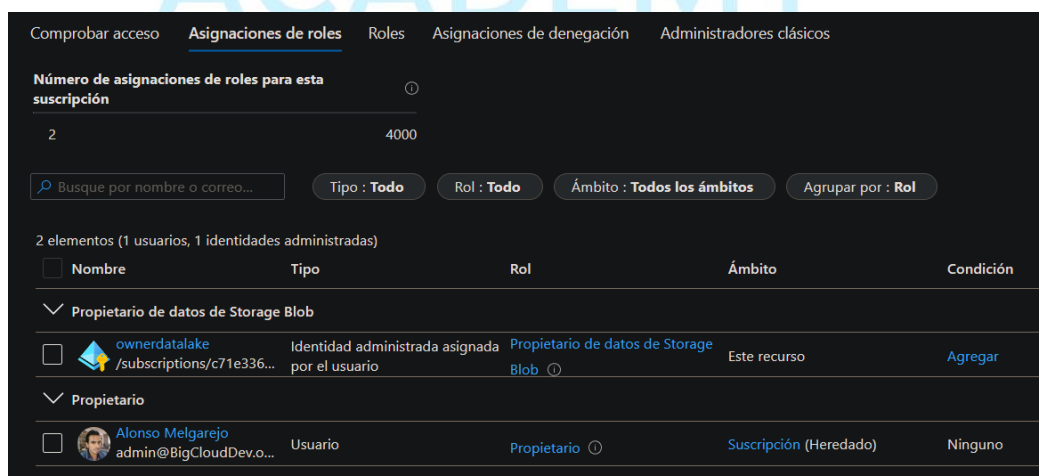 ACADEMY
Comprobar acceso Asignaciones de roles Roles Asignaciones de denegación Administradores clásicos
Número de asignaciones de roles para esta
suscripción
2 4000
Busque por nombre o correo... Tipo : Todo Rol : Todo Ámbito : Todos los ámbitos Agrupar por : Rol
2 elementos (1 usuarios, 1 identidades administradas)
Nombre Tipo Rol Ámbito Condición
Propietario de datos de Storage Blob
ownerdatalake Identidad administrada asignada Propietario de datos de Storage Este recurso Agregar
/subscriptions/c71e336... por el usuario Blob
Propietario
Alonso Melgarejo Usuario Propietario Suscripción (Heredado) Ninguno
admin@BigCloudDev.o...